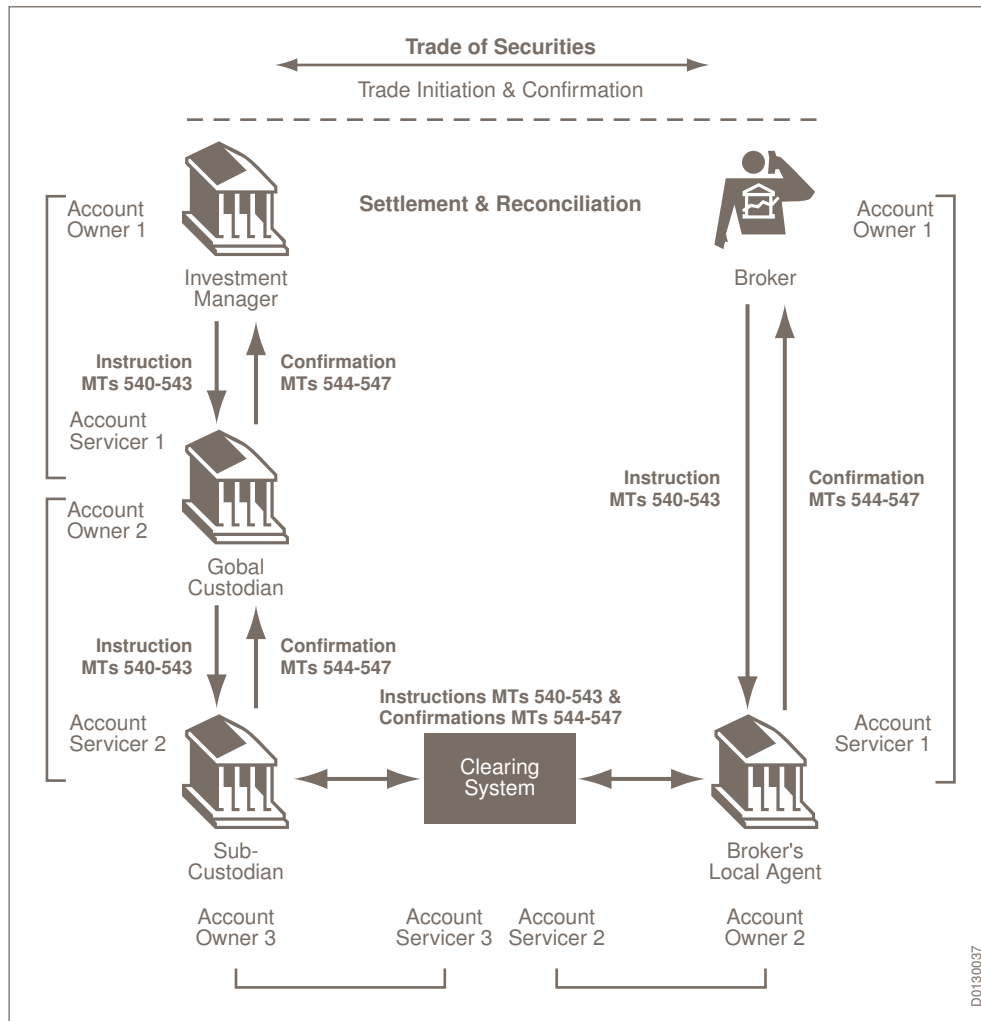 Trade of Securities
Trade Initiation & Confirmation
Settlement & Reconciliation
Account
Owner 1
Account
Owner 1
Investment
Manager
Broker
Instruction
MTs 540-543
Confirmation
MTs 544-547
Account
Servicer 1
Account
Owner 2
Gobal
Custodian
Instruction
MTs 540-543
Confirmation
MTs 544-547
Instruction
MTs 540-543
Confirmation
MTs 544-547
Account
Servicer 2
Instructions MTs 540-543 &
Confirmations MTs 544-547
Account
Servicer 1
Clearing
System
Sub-
Custodian
Broker's
Local Agent
Account
Owner 3
Account
Servicer 3
Account
Servicer 2
Account
Owner 2
D0130037